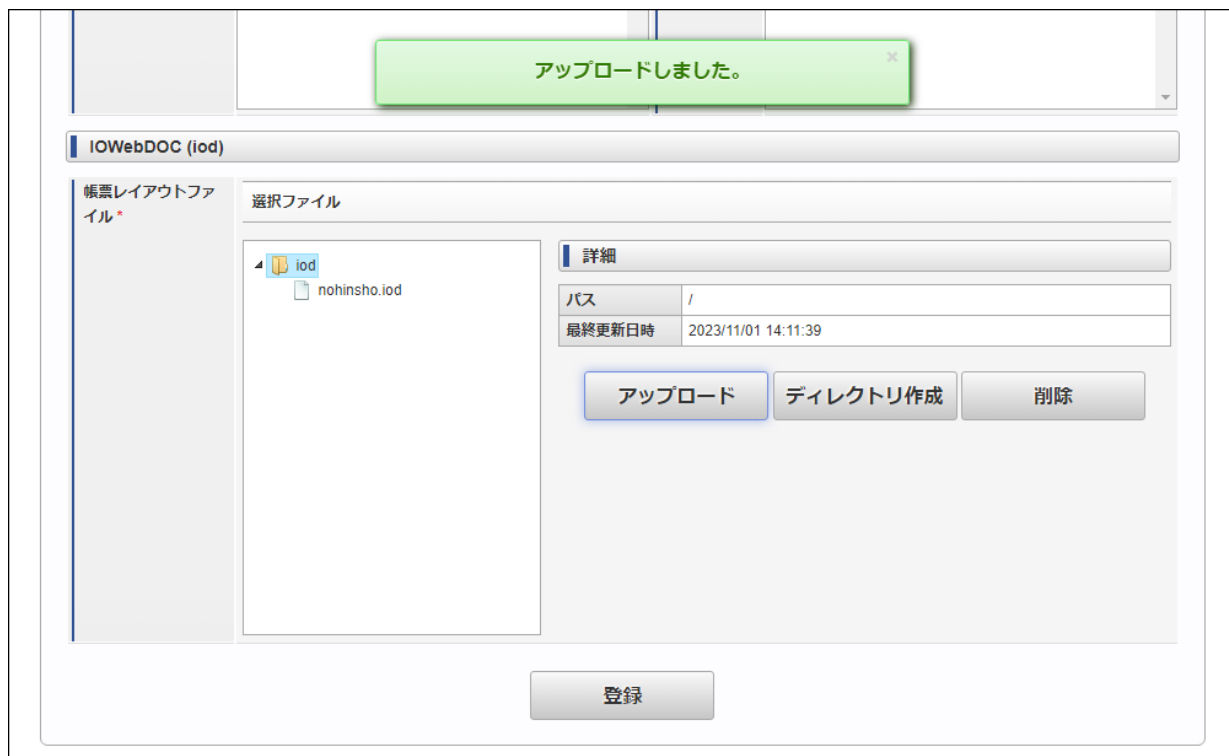 アップロードしました。
×
IOWebDOC (iod)
帳票レイアウトファ
イル *
選択ファイル
iod
nohinsho.iod
詳細
パス /
最終更新日時 2023/11/01 14:11:39
アップロード ディレクトリ作成 削除
登録